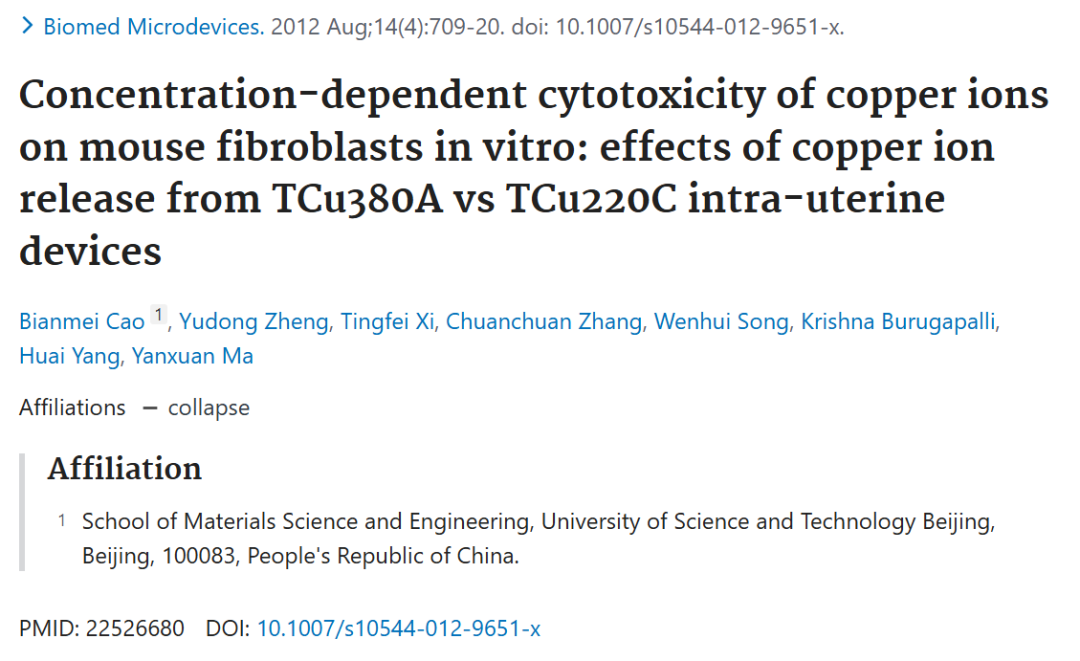 > Biomed Microdevices. 2012 Aug;14(4):709-20. doi: 10.1007/s10544-012-9651-x.
Concentration-dependent cytotoxicity of copper ions
on mouse fibroblasts in vitro: effects of copper ion
release from TCu380A vs TCu220C intra-uterine
devices
Bianmei Cao 1, Yudong Zheng, Tingfei Xi, Chuanchuan Zhang, Wenhui Song, Krishna Burugapalli,
Huai Yang, Yanxuan Ma
Affiliations — collapse
Affiliation
1 School of Materials Science and Engineering, University of Science and Technology Beijing,
Beijing, 100083, People's Republic of China.
PMID: 22526680 DOI: 10.1007/s10544-012-9651-x